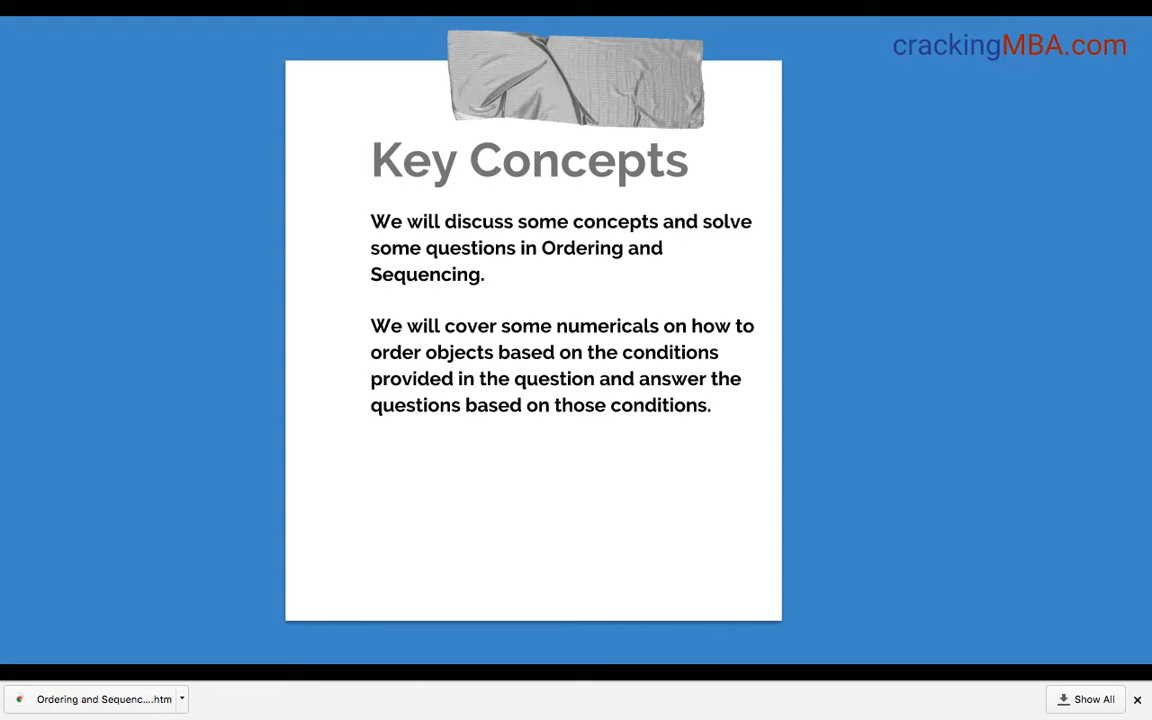 crackingMBA.com
Key Concepts
We will discuss some concepts and solve
some questions in Ordering and
Sequencing.
We will cover some numericals on how to
order objects based on the conditions
provided in the question and answer the
questions based on those conditions.
Ordering and Sequenc....htm
Show All